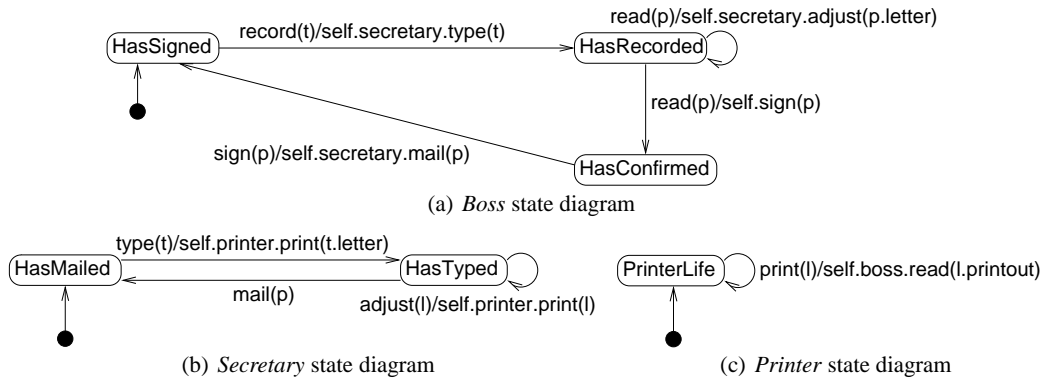 read(p)/self.secretary.adjust(p.letter)
record(t)/self.secretary.type(t)
HasSigned
HasRecorded
read(p)/self.sign(p)
sign(p)/self.secretary.mail(p)
HasConfirmed
(a) Boss state diagram
type(t)/self.printer.print(t.letter)
HasMailed
HasTyped
mail(p)
adjust(l)/self.printer.print(l)
PrinterLife
print(l)/self.boss.read(l.printout)
(b) Secretary state diagram
(c) Printer state diagram